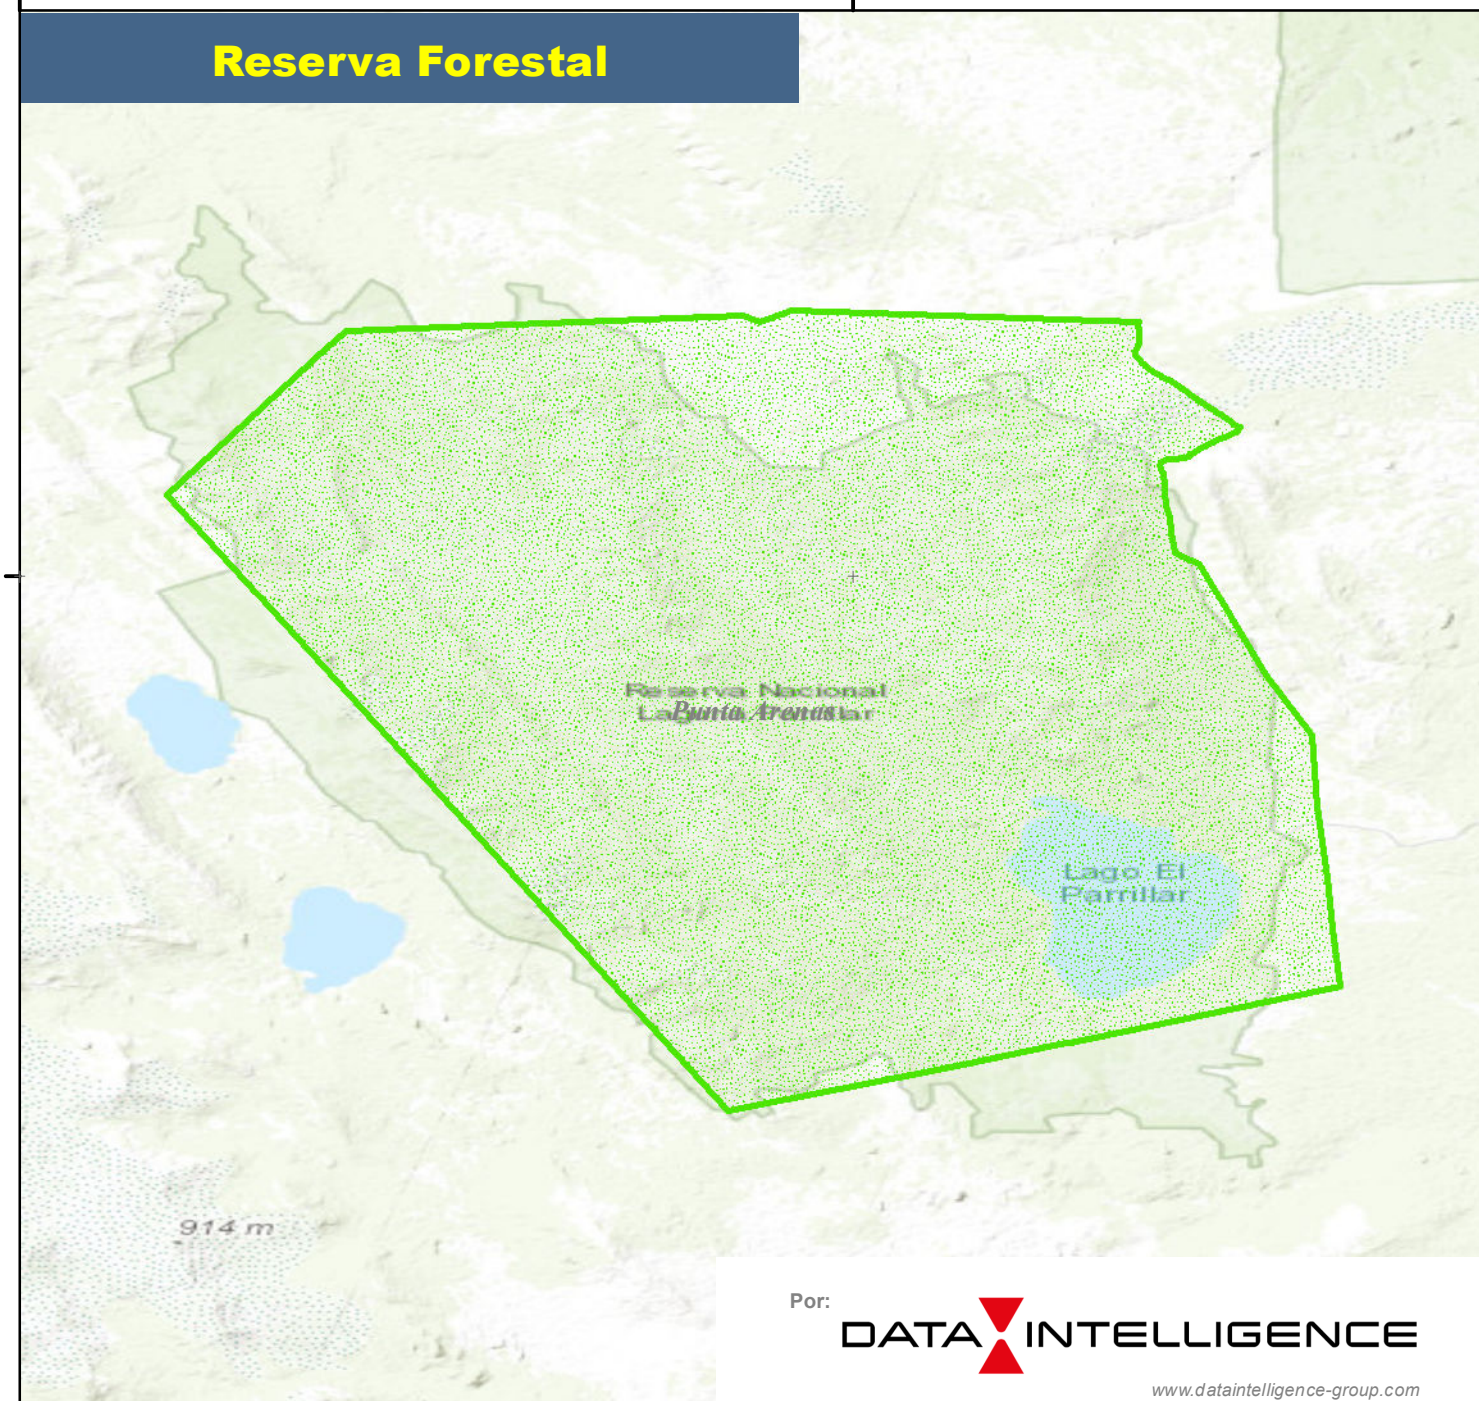 Reserva Forestal
Reserva Nacional
Punta Arenas
Lago El
Parrillar
914 m
Por:
DATA INTELLIGENCE
www.dataintelligence-group.com